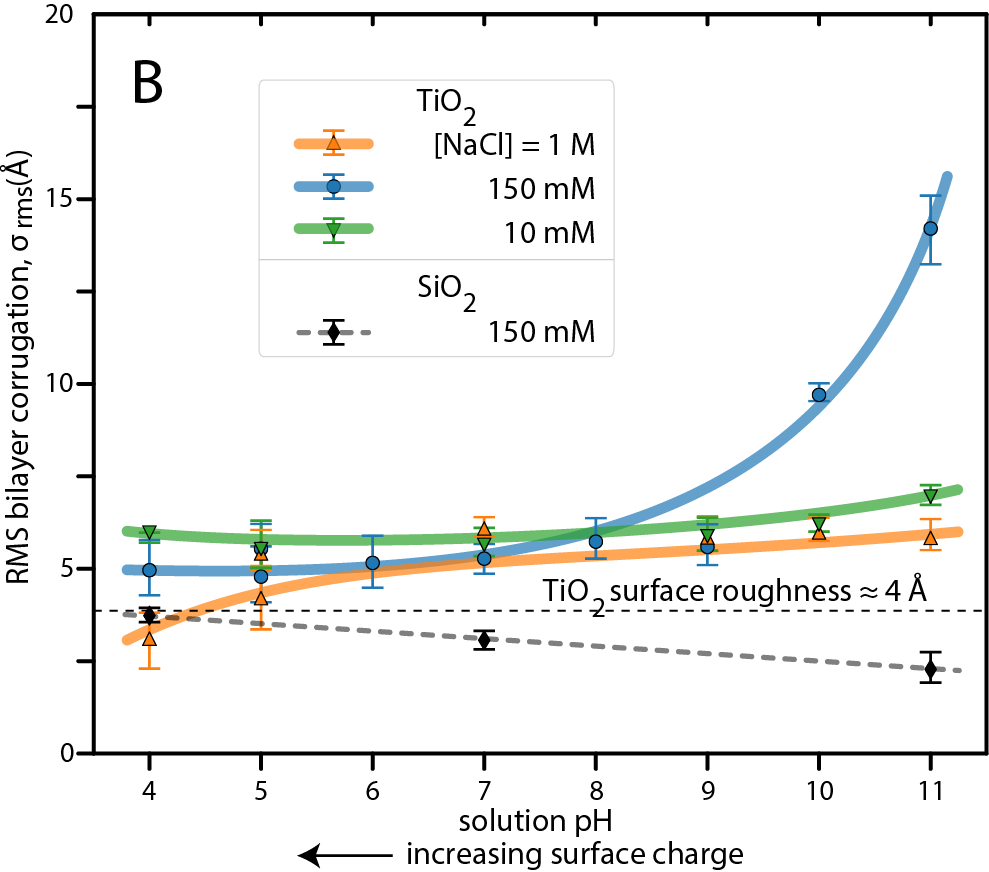 B
TiO2
[NaCl] = 1 M
150 mM
10 mM
SiO2
150 mM
RMS bilayer corrugation, σ rms(Å)
20
15
10
5
0
TiO2 surface roughness ≈ 4 Å
4 5 6 7 8 9 10 11
solution pH
increasing surface charge